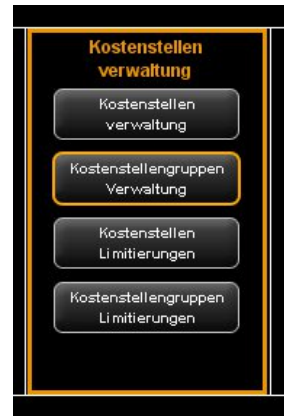 Kostenstellen
verwaltung
Kostenstellen
verwaltung
Kostenstellengruppen
Verwaltung
Kostenstellen
Limitierungen
Kostenstellengruppen
Limitierungen